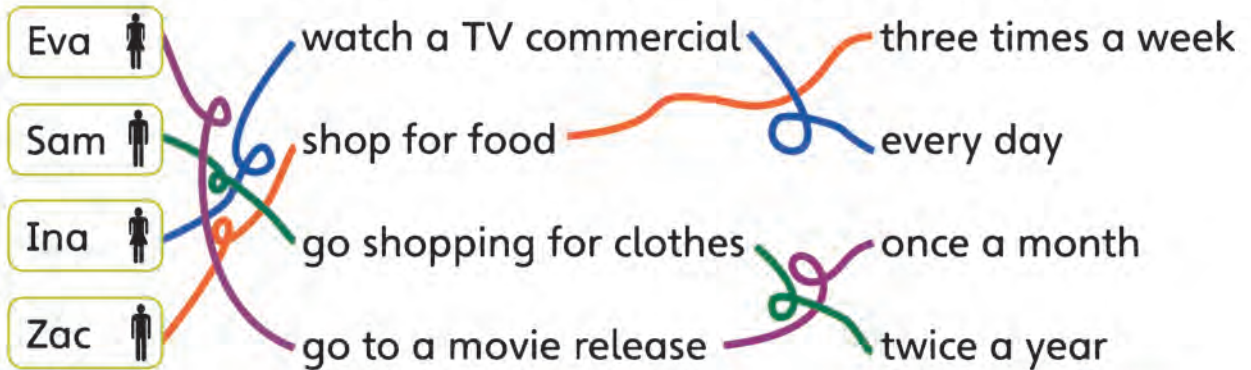 Eva watch a TV commercial three times a week
Sam shop for food every day
Ina go shopping for clothes once a month
Zac go to a movie release twice a year